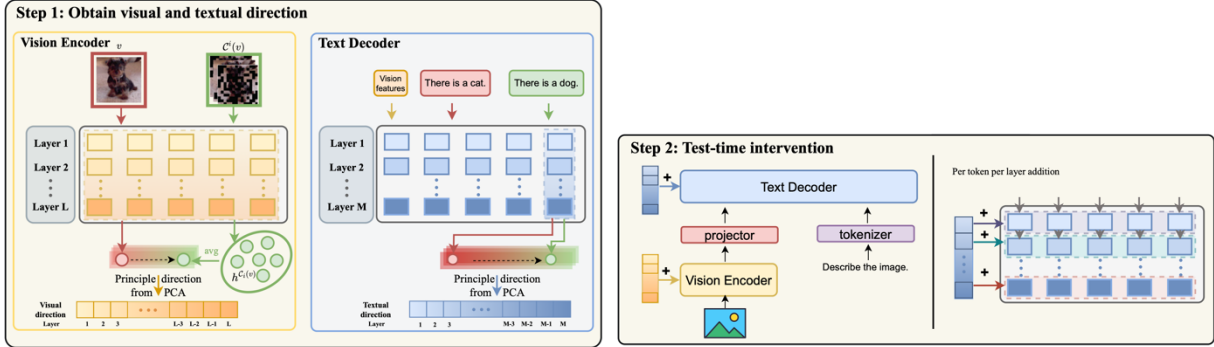 Step 1: Obtain visual and textual direction
Vision Encoder
v
C^i(v)
Layer 1
Layer 2
Layer L
avg
h^{C_i(v)}
Principle direction
from PCA
Visual
direction
Layer
1 2 3 L-3 L-2 L-1 L
Text Decoder
Vision
features
There is a cat.
There is a dog.
Layer 1
Layer 2
Layer M
Principle direction
from PCA
Textual
direction
Layer
1 2 3 M-3 M-2 M-1 M
Step 2: Test-time intervention
+
Text Decoder
projector
tokenizer
+
Vision Encoder
Describe the image.
Per token per layer addition
+
+
+